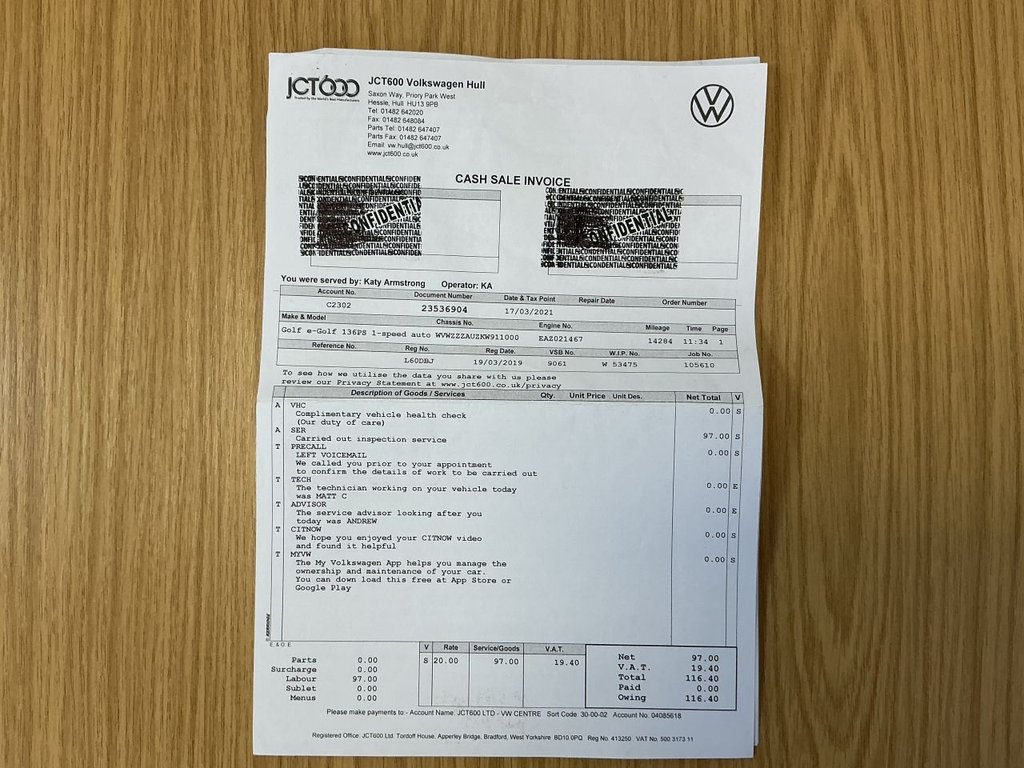 JCT600
Trusted by the World's Best Manufacturers
JCT600 Volkswagen Hull
Saxon Way, Priory Park West
Hessle, Hull HU13 9PB
Tel: 01482 642020
Fax: 01482 648084
Parts Tel: 01482 647407
Parts Fax: 01482 647407
Email: vw.hull@jct600.co.uk
www.jct600.co.uk
CASH SALE INVOICE
CONFIDENTIAL
CONFIDENTIAL
You were served by: Katy Armstrong Operator: KA
Account No. Document Number Date & Tax Point Repair Date Order Number
C2302 23536904 17/03/2021
Make & Model Chassis No. Engine No. Mileage Time Page
Golf e-Golf 136PS 1-speed auto WVWZZZAUZKW911000 EAZ021467 14284 11:34 1
Reference No. Reg No. Reg Date. VSB No. W.I.P. No. Job No.
L60DBJ 19/03/2019 9061 W 53475 105610
To see how we utilise the data you share with us please
review our Privacy Statement at www.jct600.co.uk/privacy
Description of Goods / Services Qty. Unit Price Unit Des. Net Total V
A VHC
Complimentary vehicle health check 0.00 S
(Our duty of care)
A SER
Carried out inspection service 97.00 S
T PRECALL
LEFT VOICEMAIL 0.00 S
We called you prior to your appointment
to confirm the details of work to be carried out
T TECH
The technician working on your vehicle today 0.00 E
was MATT C
T ADVISOR
The service advisor looking after you 0.00 E
today was ANDREW
T CITNOW
We hope you enjoyed your CITNOW video 0.00 S
and found it helpful
T MYVW
The My Volkswagen App helps you manage the 0.00 S
ownership and maintenance of your car.
You can down load this free at App Store or
Google Play
E.&O.E
V Rate Service/Goods V.A.T.
S 20.00 97.00 19.40
Parts 0.00
Surcharge 0.00
Labour 97.00
Sublet 0.00
Menus 0.00
Net 97.00
V.A.T. 19.40
Total 116.40
Paid 0.00
Owing 116.40
Please make payments to:- Account Name: JCT600 LTD - VW CENTRE Sort Code: 30-00-02 Account No: 04085618
Registered Office: JCT600 Ltd. Tordoff House, Apperley Bridge, Bradford, West Yorkshire BD10 0PQ Reg No. 413250 VAT No. 500 3173 11